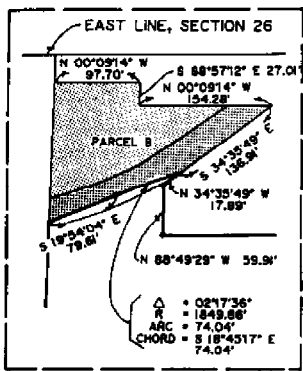 EAST LINE, SECTION 26
N 00°09'14" W
97.70'
S 88°57'12" E 27.01'
N 00°09'14" W
154.28'
PARCEL B
S 34°35'49" E
136.91'
N 34°35'49" W
17.89'
S 19°54'04" E
79.61'
N 88°49'29" W 59.91'
Δ = 02°17'36"
R = 1849.86'
ARC = 74.04'
CHORD = S 18°45'17" E
74.04'